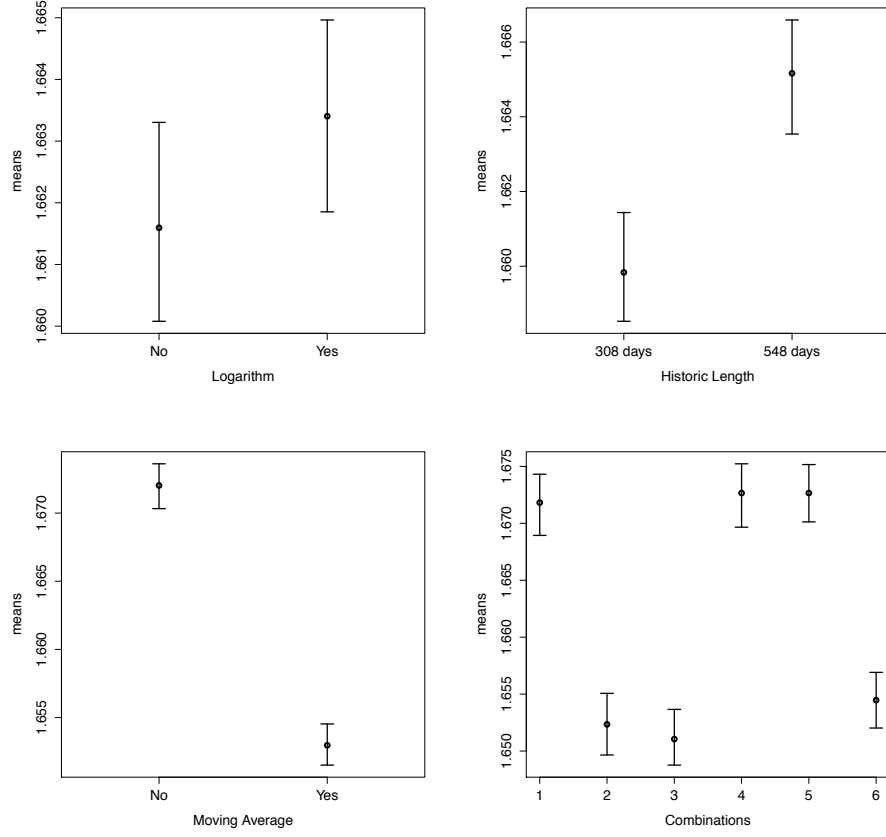 means
1.665
1.664
1.663
1.662
1.661
1.660
No
Yes
Logarithm
means
1.666
1.664
1.662
1.660
308 days
548 days
Historic Length
means
1.670
1.665
1.660
1.655
No
Yes
Moving Average
means
1.675
1.670
1.665
1.660
1.655
1.650
1
2
3
4
5
6
Combinations